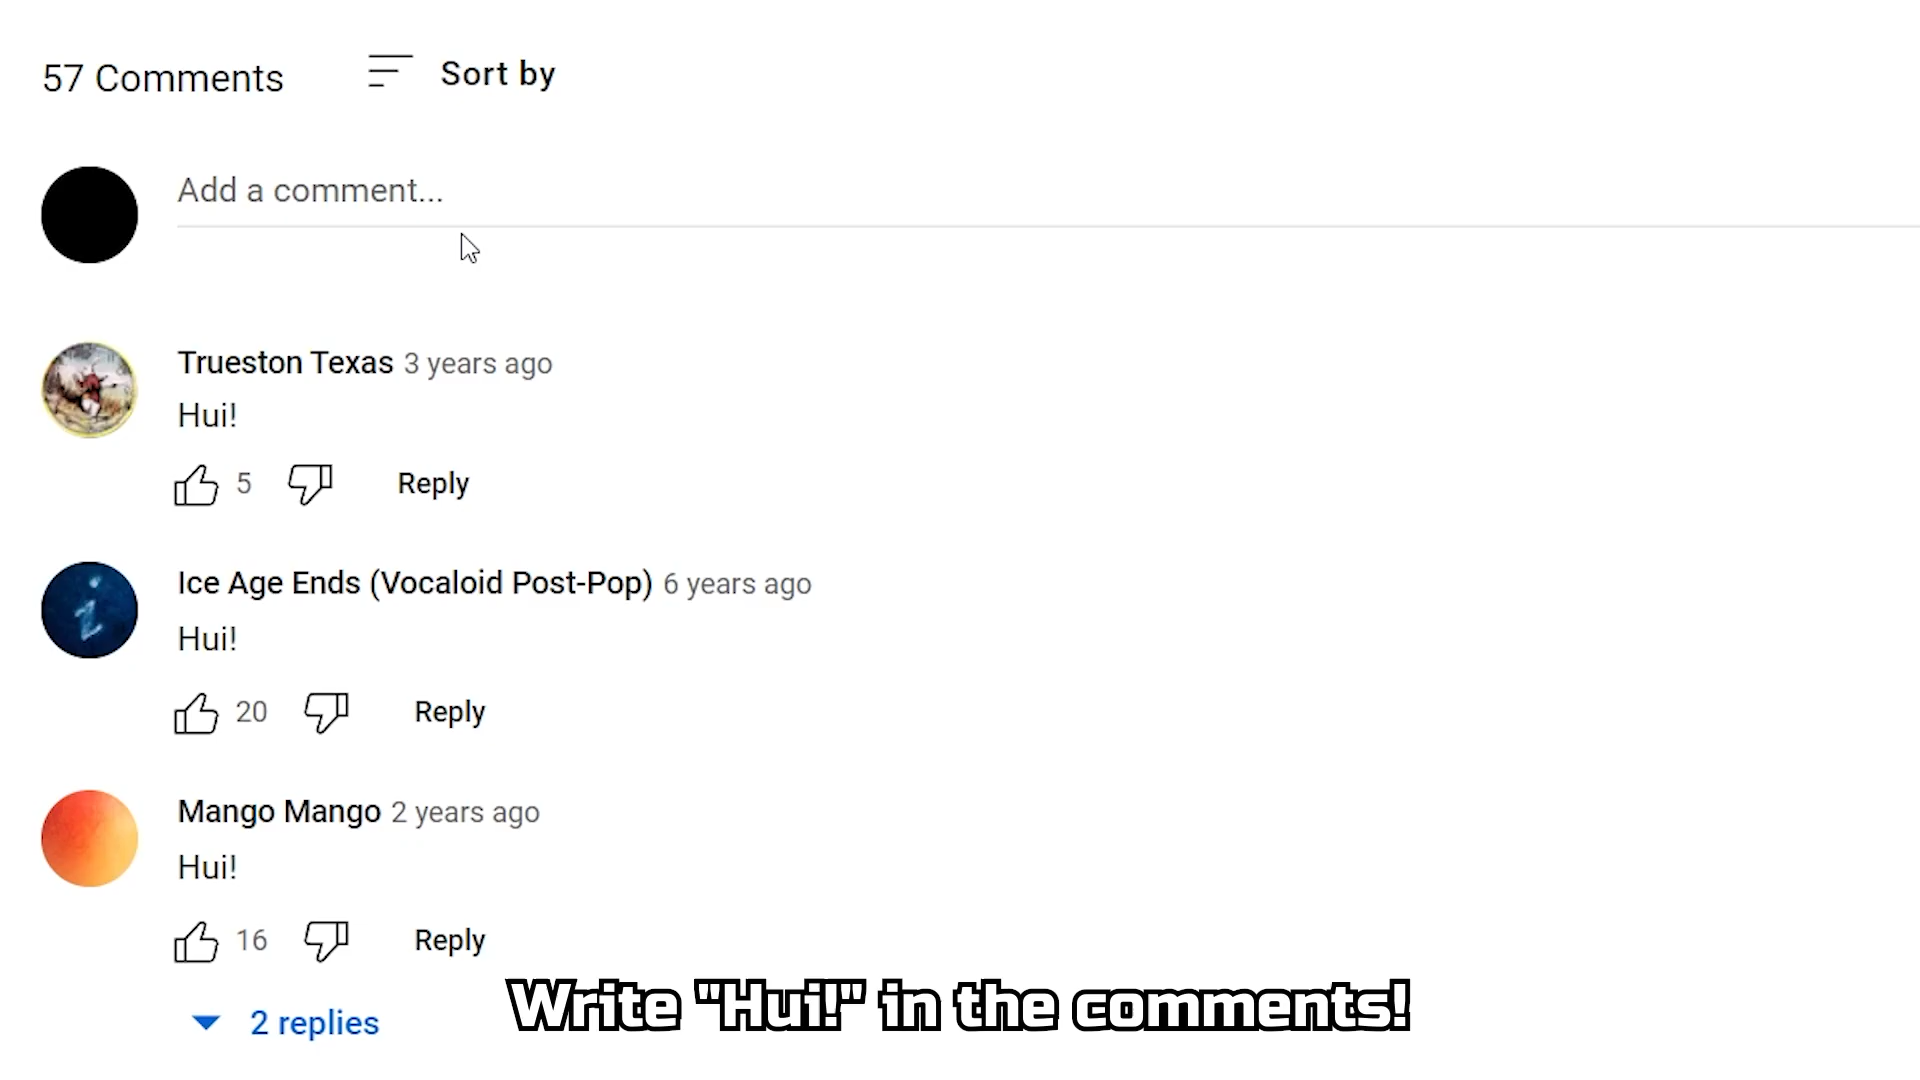 57 Comments
Sort by
Add a comment...
Trueston Texas 3 years ago
Hui!
5 Reply
Ice Age Ends (Vocaloid Post-Pop) 6 years ago
Hui!
20 Reply
Mango Mango 2 years ago
Hui!
16 Reply
2 replies
Write "Hui!" in the comments!